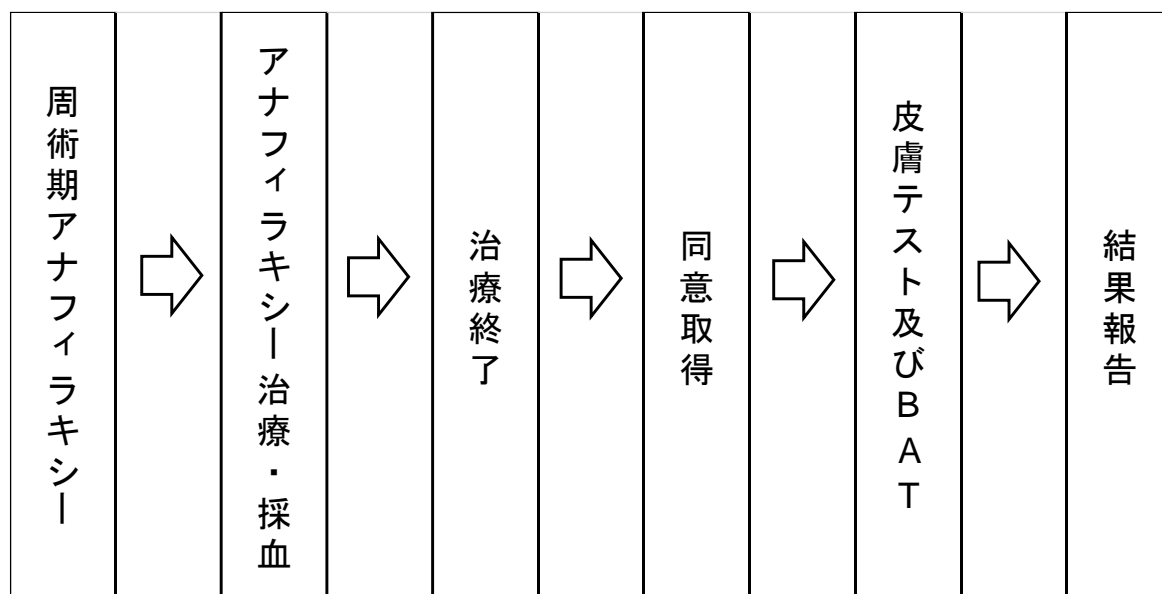 周術期アナフィラキシー
アナフィラキシー治療・採血
治療終了
同意取得
皮膚テスト及びBAT
結果報告